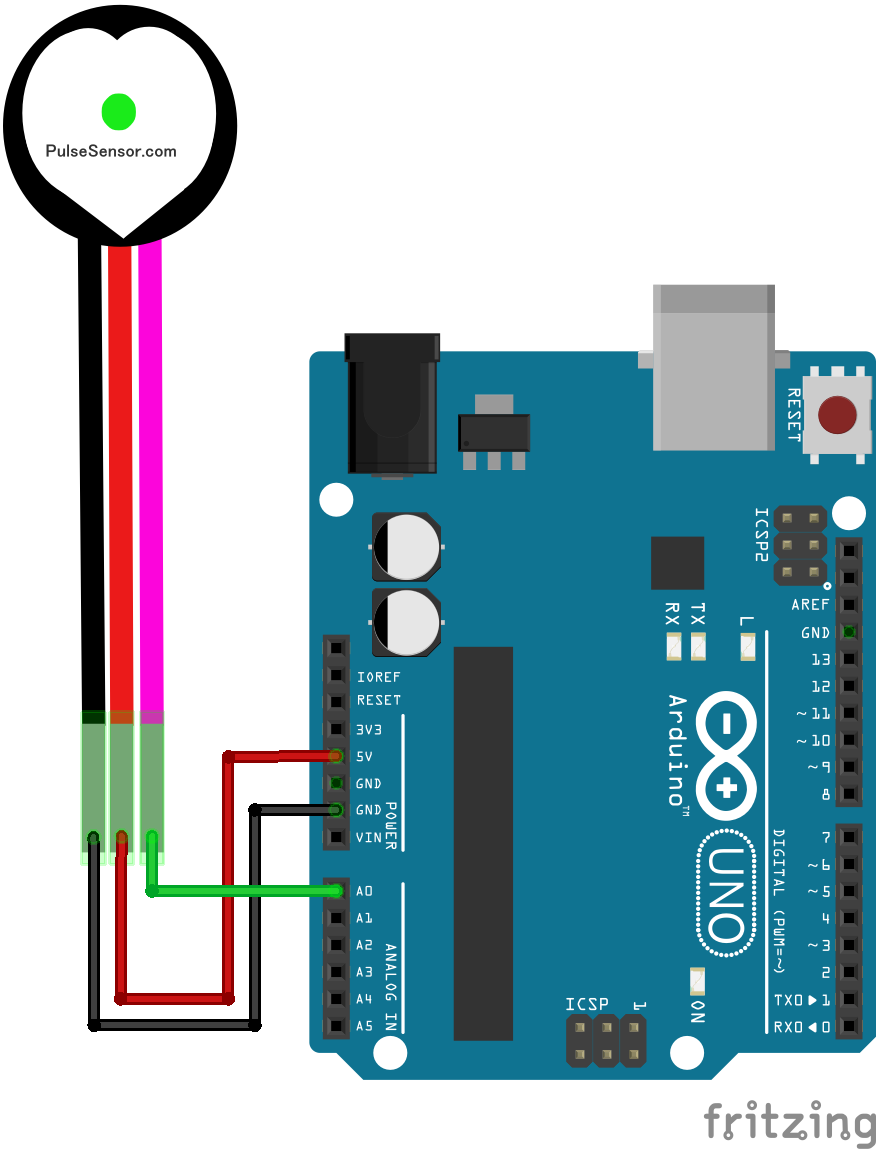 PulseSensor.com
RESET
ICSP2
AREF
GND
RX
TX
L
13
12
~11
~10
~9
8
IOREF
RESET
3V3
5V
GND
GND
VIN
POWER
Arduino™
UNO
7
~6
~5
4
~3
2
TX0▶1
RX0◀0
DIGITAL (PWM=~)
A0
A1
A2
A3
A4
A5
ANALOG IN
ICSP
1
ON
fritzing